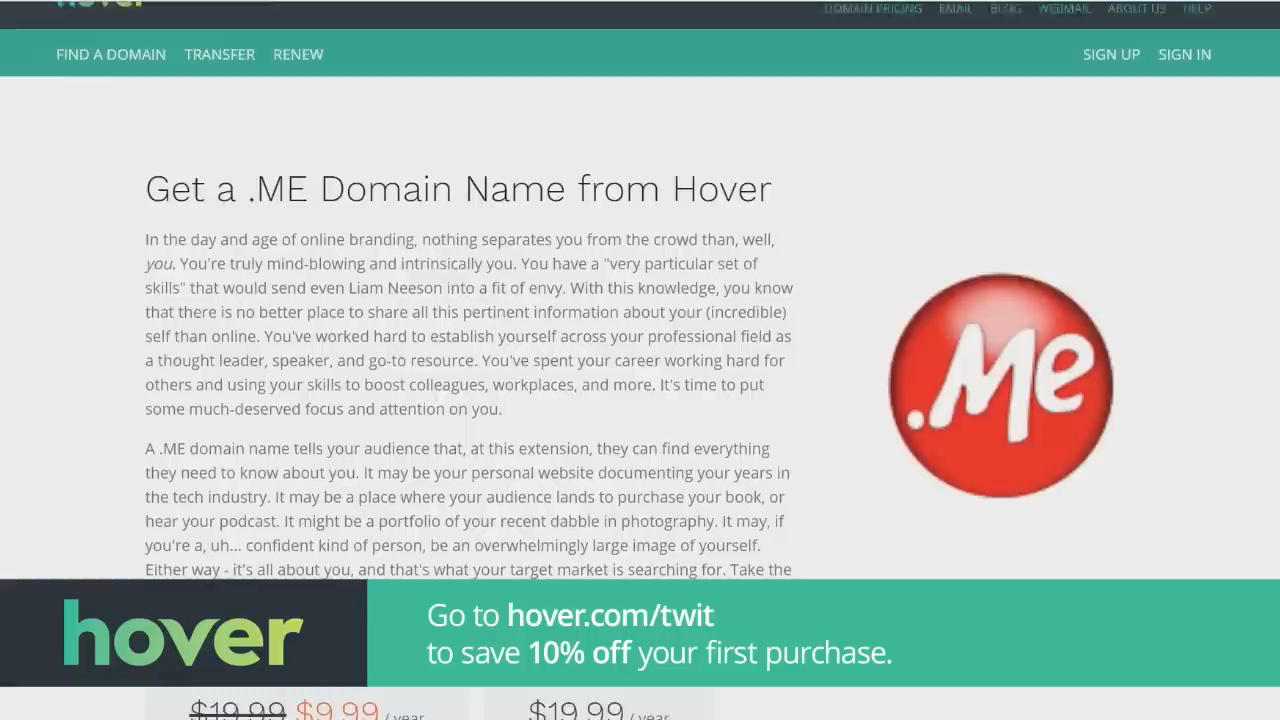 hover
DOMAIN PRICING EMAIL BLOG WEBMAIL ABOUT US HELP
FIND A DOMAIN TRANSFER RENEW SIGN UP SIGN IN
Get a .ME Domain Name from Hover
In the day and age of online branding, nothing separates you from the crowd than, well,
you. You're truly mind-blowing and intrinsically you. You have a "very particular set of
skills" that would send even Liam Neeson into a fit of envy. With this knowledge, you know
that there is no better place to share all this pertinent information about your (incredible)
self than online. You've worked hard to establish yourself across your professional field as
a thought leader, speaker, and go-to resource. You've spent your career working hard for
others and using your skills to boost colleagues, workplaces, and more. It's time to put
some much-deserved focus and attention on you.
.Me
A .ME domain name tells your audience that, at this extension, they can find everything
they need to know about you. It may be your personal website documenting your years in
the tech industry. It may be a place where your audience lands to purchase your book, or
hear your podcast. It might be a portfolio of your recent dabble in photography. It may, if
you're a, uh... confident kind of person, be an overwhelmingly large image of yourself.
Either way - it's all about you, and that's what your target market is searching for. Take the
hover
Go to hover.com/twit
to save 10% off your first purchase.
$19.99 $9.99 / year $19.99 / year